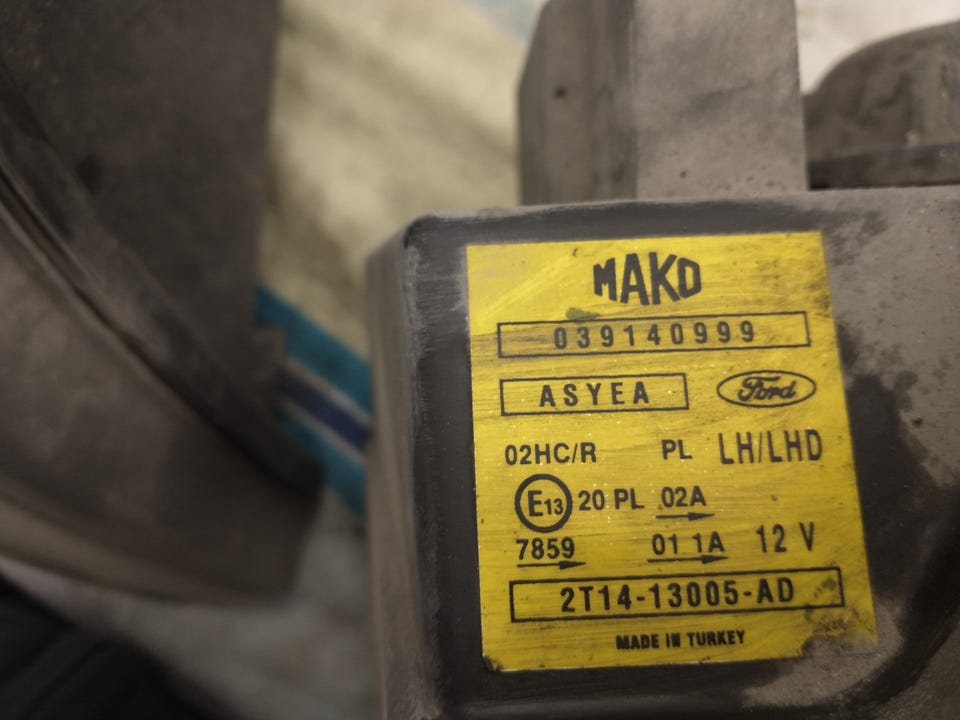 MAKO
039140999
ASYEA Ford
02HC/R PL LH/LHD
E13 20 PL 02A
7859 01 1A 12 V
2T14-13005-AD
MADE IN TURKEY